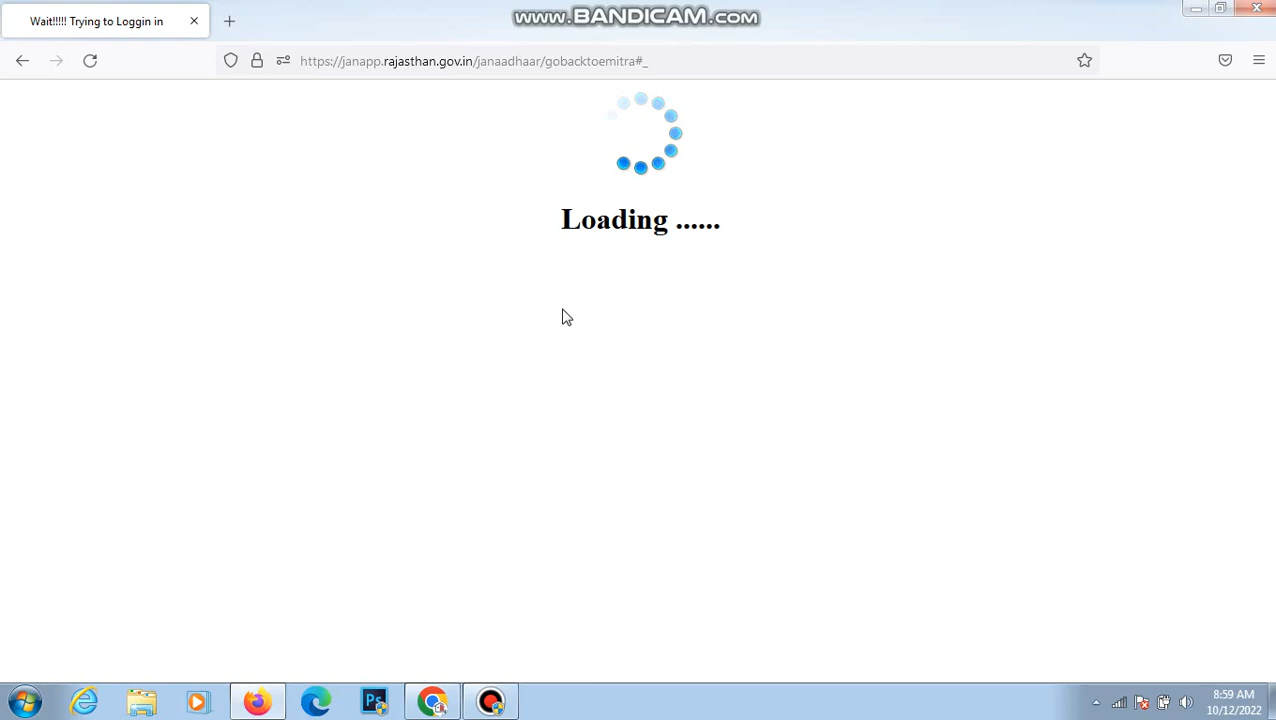 www.BANDICAM.com
Wait!!!!! Trying to Loggin in
https://janapp.rajasthan.gov.in/janaadhaar/gobacktoemitra#_
Loading ......
Ps
8:59 AM
10/12/2022